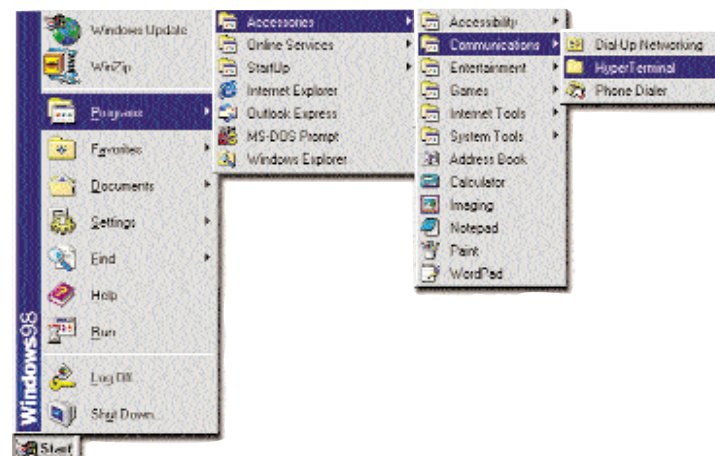 Windows Update
WinZip
Programs
Favorites
Documents
Settings
Find
Help
Run
Log Off...
Shut Down...
Windows98
Start
Accessories
Online Services
StartUp
Internet Explorer
Outlook Express
MS-DOS Prompt
Windows Explorer
Accessibility
Communications
Entertainment
Games
Internet Tools
System Tools
Address Book
Calculator
Imaging
Notepad
Paint
WordPad
Dial-Up Networking
HyperTerminal
Phone Dialer